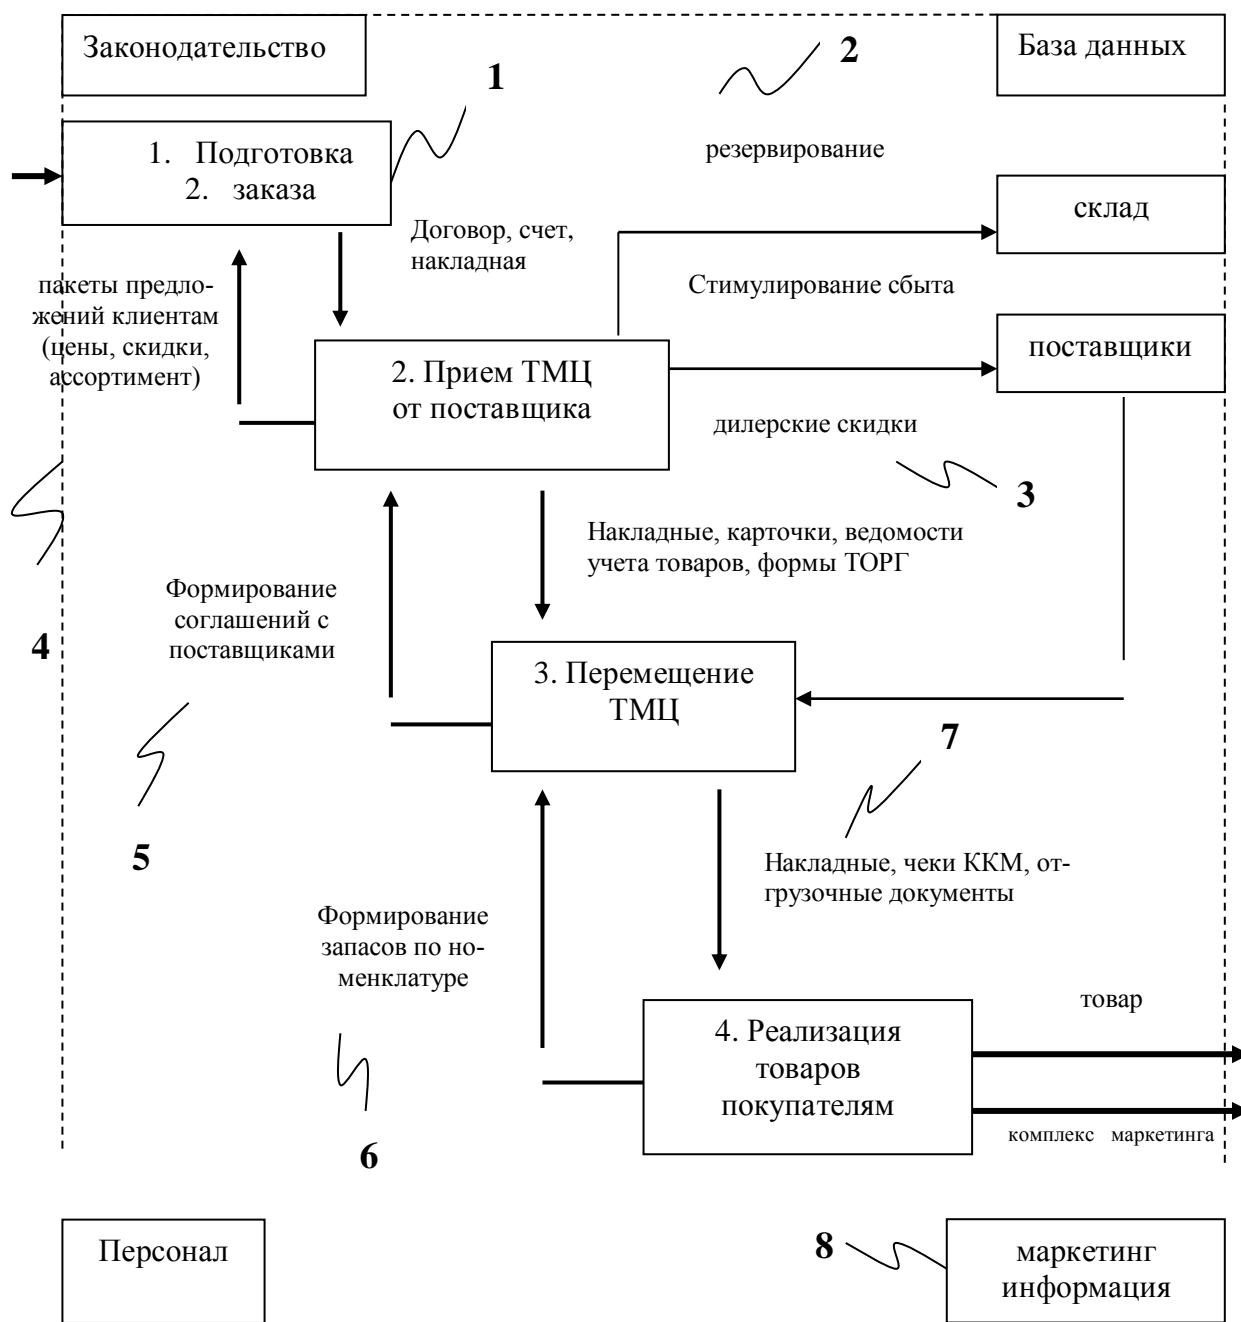 Законодательство
База данных
2
1
1. Подготовка
2. заказа
резервирование
склад
Договор, счет,
накладная
Стимулирование сбыта
пакеты предло-
жений клиентам
(цены, скидки,
ассортимент)
поставщики
2. Прием ТМЦ
от поставщика
дилерские скидки
3
Накладные, карточки, ведомости
учета товаров, формы ТОРГ
Формирование
соглашений с
поставщиками
4
3. Перемещение
ТМЦ
7
5
Накладные, чеки ККМ, от-
грузочные документы
Формирование
запасов по но-
менклатуре
товар
4. Реализация
товаров
покупателям
комплекс маркетинга
6
Персонал
8
маркетинг
информация